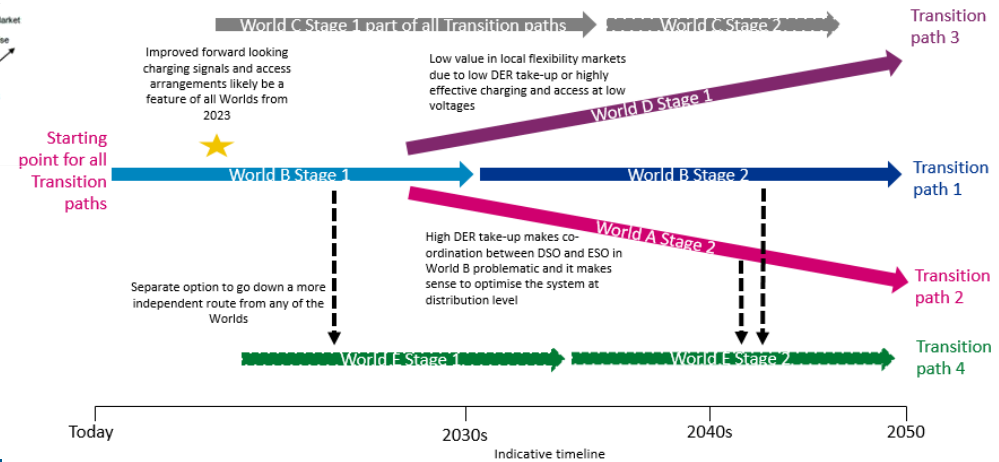 arket
se
World C Stage 1 part of all Transition paths
World C Stage 2
Transition
path 3
Improved forward looking
charging signals and access
arrangements likely be a
feature of all Worlds from
2023
Low value in local flexibility markets
due to low DER take-up or highly
effective charging and access at low
voltages
World D Stage 1
Starting
point for all
Transition
paths
World B Stage 1
World B Stage 2
Transition
path 1
World A Stage 2
High DER take-up makes co-
ordination between DSO and ESO in
World B problematic and it makes
sense to optimise the system at
distribution level
Separate option to go down a more
independent route from any of the
Worlds
Transition
path 2
World E Stage 1
World E Stage 2
Transition
path 4
Today
2030s
2040s
2050
Indicative timeline